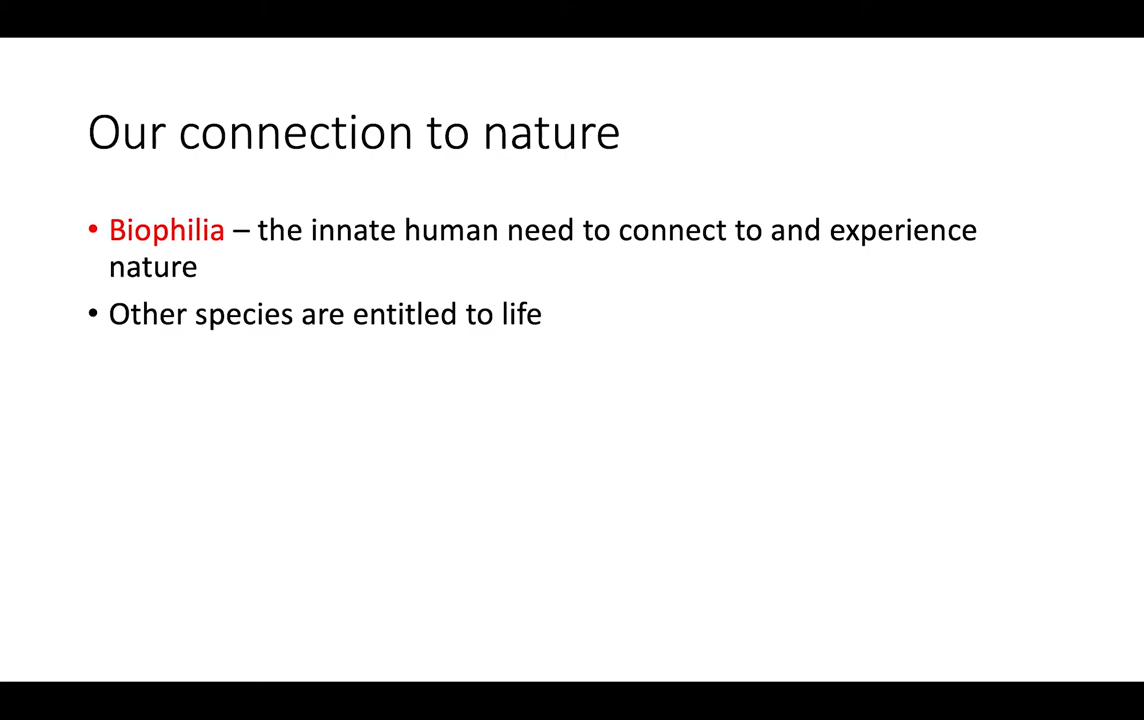 Our connection to nature
• Biophilia – the innate human need to connect to and experience
nature
• Other species are entitled to life